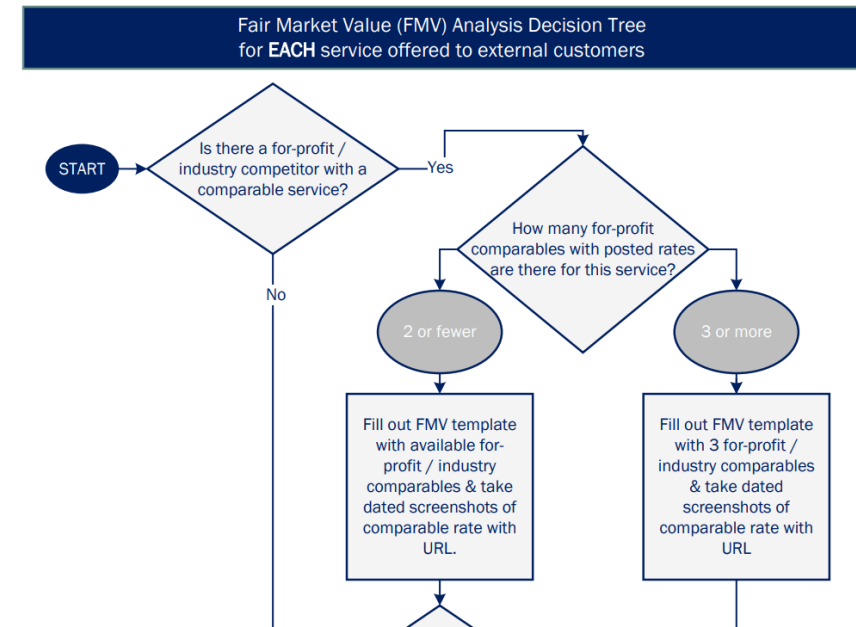 Fair Market Value (FMV) Analysis Decision Tree
for EACH service offered to external customers
START
Is there a for-profit /
industry competitor with a
comparable service?
Yes
How many for-profit
comparables with posted rates
are there for this service?
No
2 or fewer
3 or more
Fill out FMV template
with available for-
profit / industry
comparables & take
dated screenshots of
comparable rate with
URL.
Fill out FMV template
with 3 for-profit /
industry comparables
& take dated
screenshots of
comparable rate with
URL